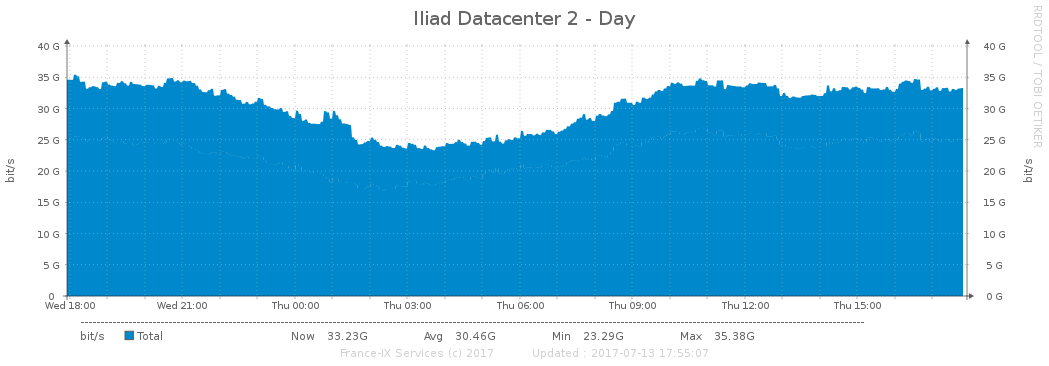 Iliad Datacenter 2 - Day
RRDTOOL / TOBI OETIKER
40 G 40 G
35 G 35 G
30 G 30 G
25 G 25 G
20 G 20 G
15 G 15 G
10 G 10 G
5 G 5 G
0 0 G
bit/s bit/s
Wed 18:00 Wed 21:00 Thu 00:00 Thu 03:00 Thu 06:00 Thu 09:00 Thu 12:00 Thu 15:00
bit/s Total Now 33.23G Avg 30.46G Min 23.29G Max 35.38G
France-IX Services (c) 2017 Updated : 2017-07-13 17:55:07